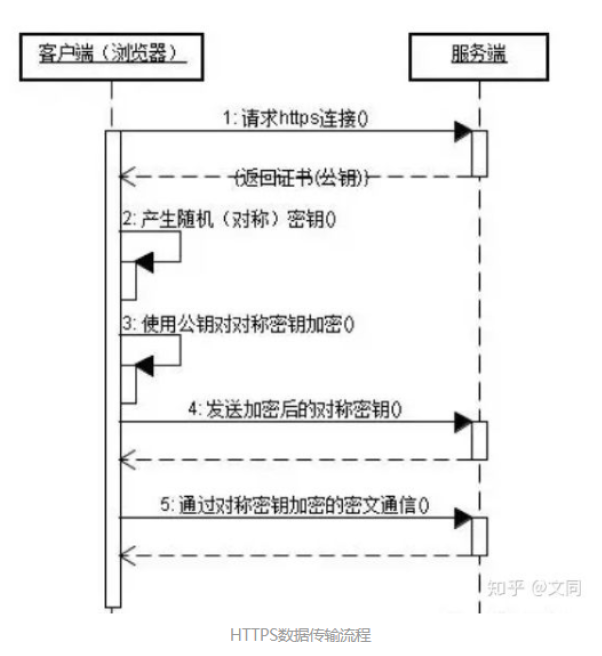 客户端（浏览器）
服务端
1: 请求https连接()
(返回证书(公钥))
2: 产生随机（对称）密钥()
3: 使用公钥对对称密钥加密()
4: 发送加密后的对称密钥()
5: 通过对称密钥加密的密文通信()
知乎 @文同
HTTPS数据传输流程